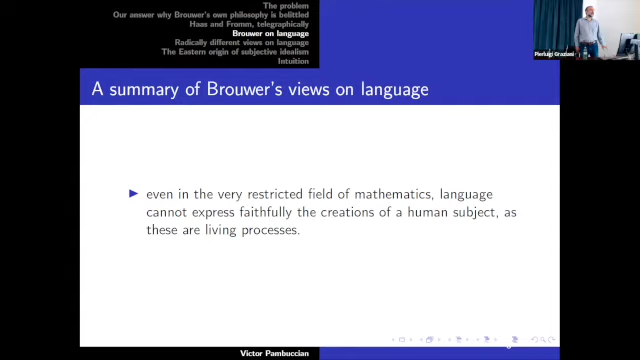 The problem
Our answer why Brouwer's own philosophy is belittled
Haas and Fromm, telegraphically
Brouwer on language
Radically different views on language
The Eastern origin of subjective idealism
Intuition
Pierluigi Graziani
A summary of Brouwer's views on language
even in the very restricted field of mathematics, language
cannot express faithfully the creations of a human subject, as
these are living processes.
Victor Pambuccian